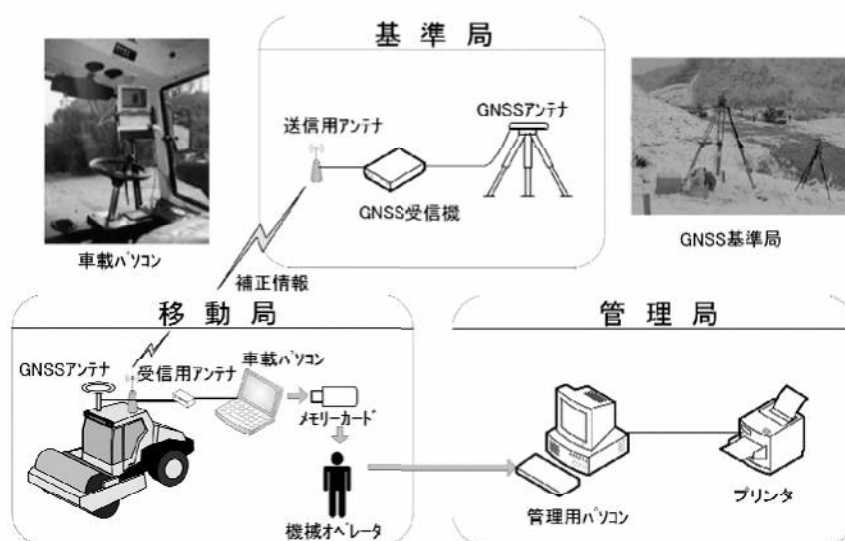 基準局
送信用アンテナ
GNSSアンテナ
GNSS受信機
車載パソコン
GNSS基準局
補正情報
移動局
GNSSアンテナ
受信用アンテナ
車載パソコン
メモリーカード
機械オペレータ
管理局
管理用パソコン
プリンタ